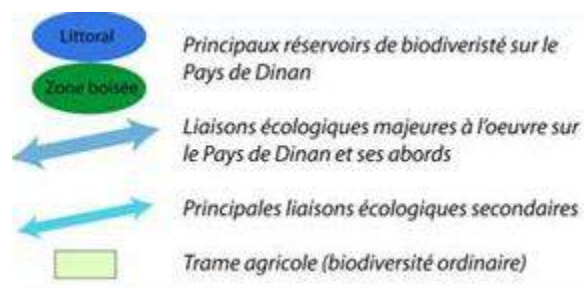 Littoral
Principaux réservoirs de biodiveristé sur le
Pays de Dinan
Zone boisée
Liaisons écologiques majeures à l'oeuvre sur
le Pays de Dinan et ses abords
Principales liaisons écologiques secondaires
Trame agricole (biodiversité ordinaire)